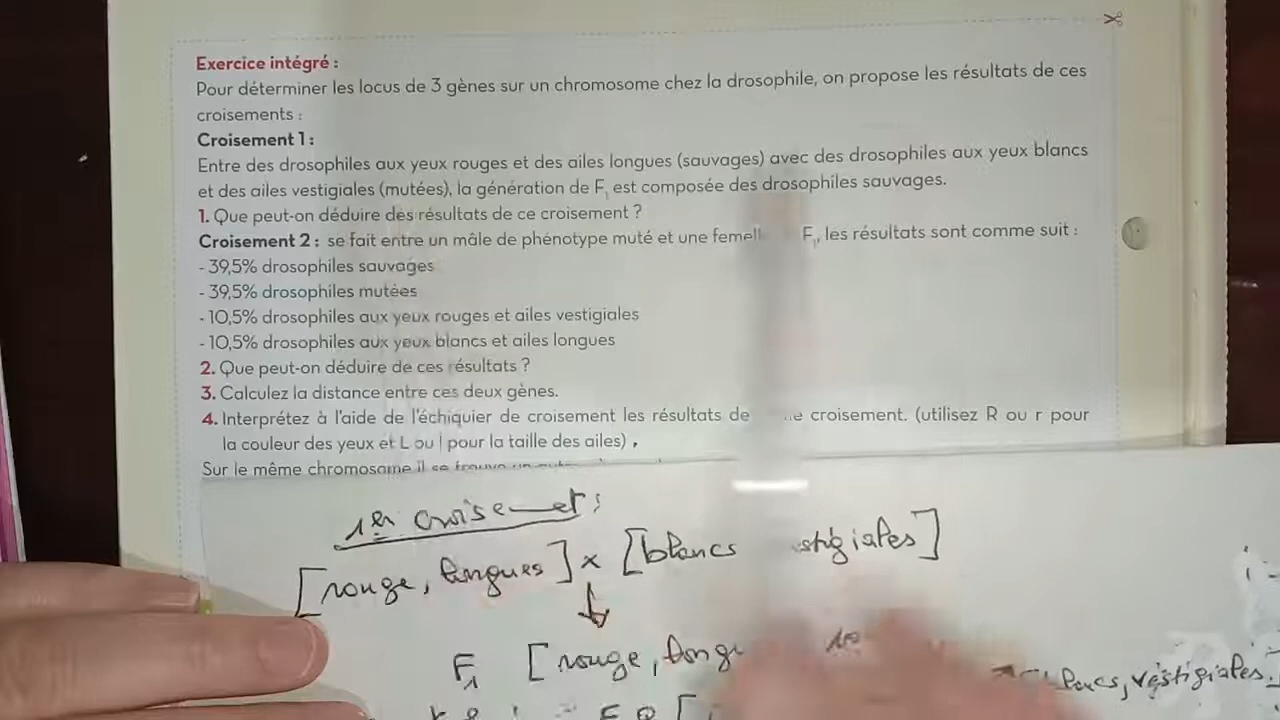 Exercice intégré :
Pour déterminer les locus de 3 gènes sur un chromosome chez la drosophile, on propose les résultats de ces
croisements :
Croisement 1 :
Entre des drosophiles aux yeux rouges et des ailes longues (sauvages) avec des drosophiles aux yeux blancs
et des ailes vestigiales (mutées), la génération de F₁ est composée des drosophiles sauvages.
1. Que peut-on déduire des résultats de ce croisement ?
Croisement 2 : se fait entre un mâle de phénotype muté et une femell F₁, les résultats sont comme suit :
- 39,5% drosophiles sauvages
- 39,5% drosophiles mutées
- 10,5% drosophiles aux yeux rouges et ailes vestigiales
- 10,5% drosophiles aux yeux blancs et ailes longues
2. Que peut-on déduire de ces résultats ?
3. Calculez la distance entre ces deux gènes.
4. Interprétez à l'aide de l'échiquier de croisement les résultats de croisement. (utilisez R ou r pour
la couleur des yeux et L ou l pour la taille des ailes) .
Sur le même chromosome il se trouve un
1er croisement :
[rouge, longues] x [blancs
F₁ [rouge, longu
vestigiales]
F ♀ [